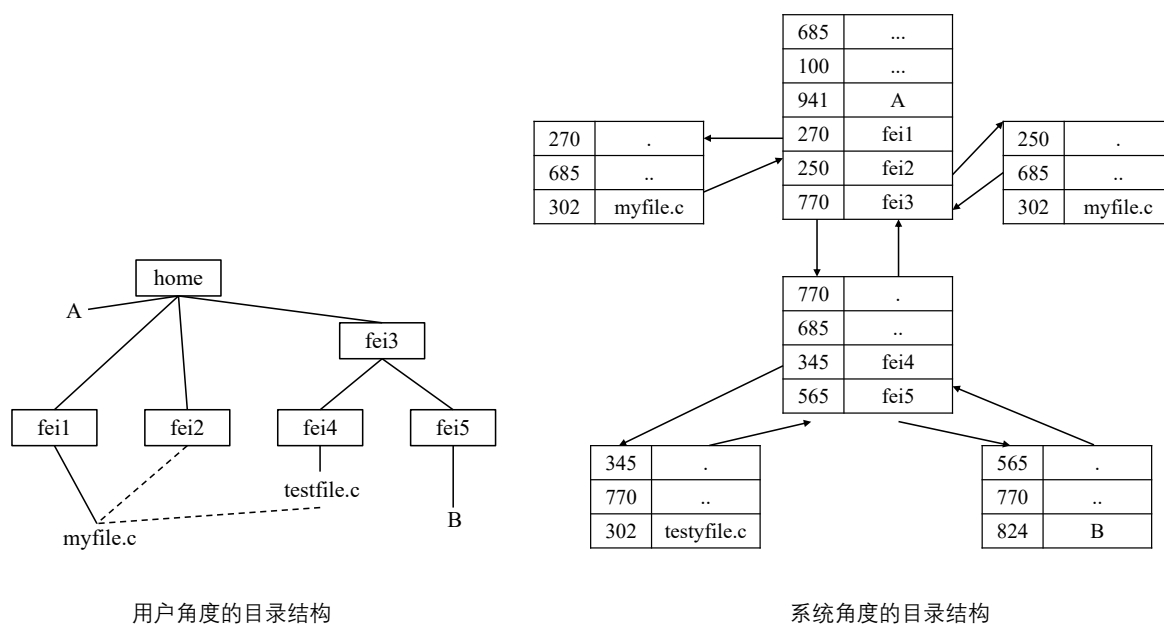 home
A
fei3
fei1
fei2
fei4
fei5
testfile.c
B
myfile.c
用户角度的目录结构
685 ...
100 ...
941 A
270 fei1
250 fei2
770 fei3
270 .
685 ..
302 myfile.c
250 .
685 ..
302 myfile.c
770 .
685 ..
345 fei4
565 fei5
345 .
770 ..
302 testyfile.c
565 .
770 ..
824 B
系统角度的目录结构